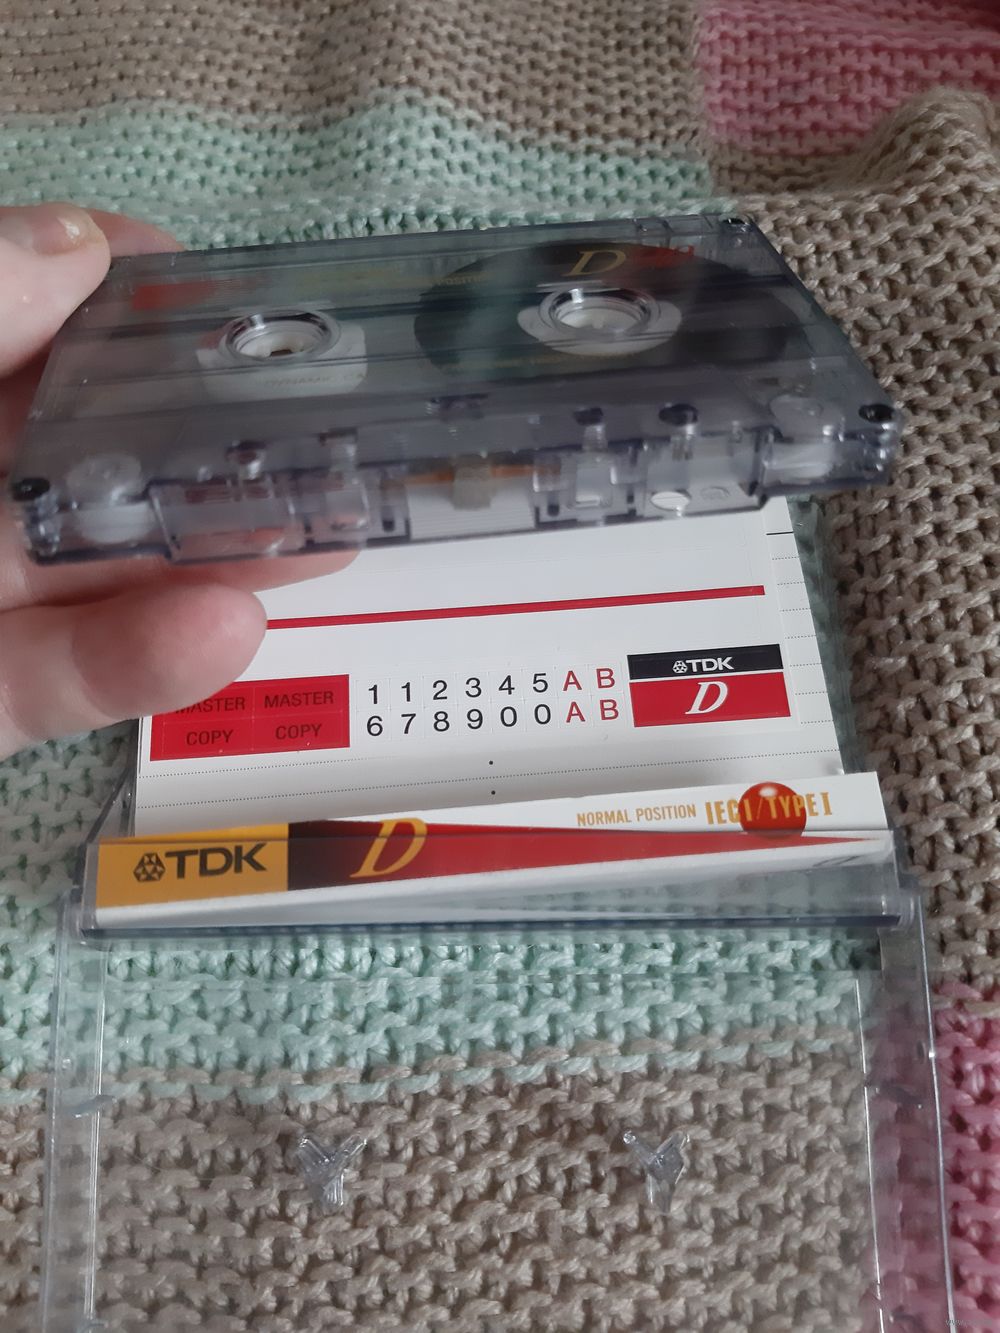 D
MASTER MASTER
COPY COPY
1 1 2 3 4 5 A B
6 7 8 9 0 0 A B
TDK
D
NORMAL POSITION IEC I / TYPE I
TDK D